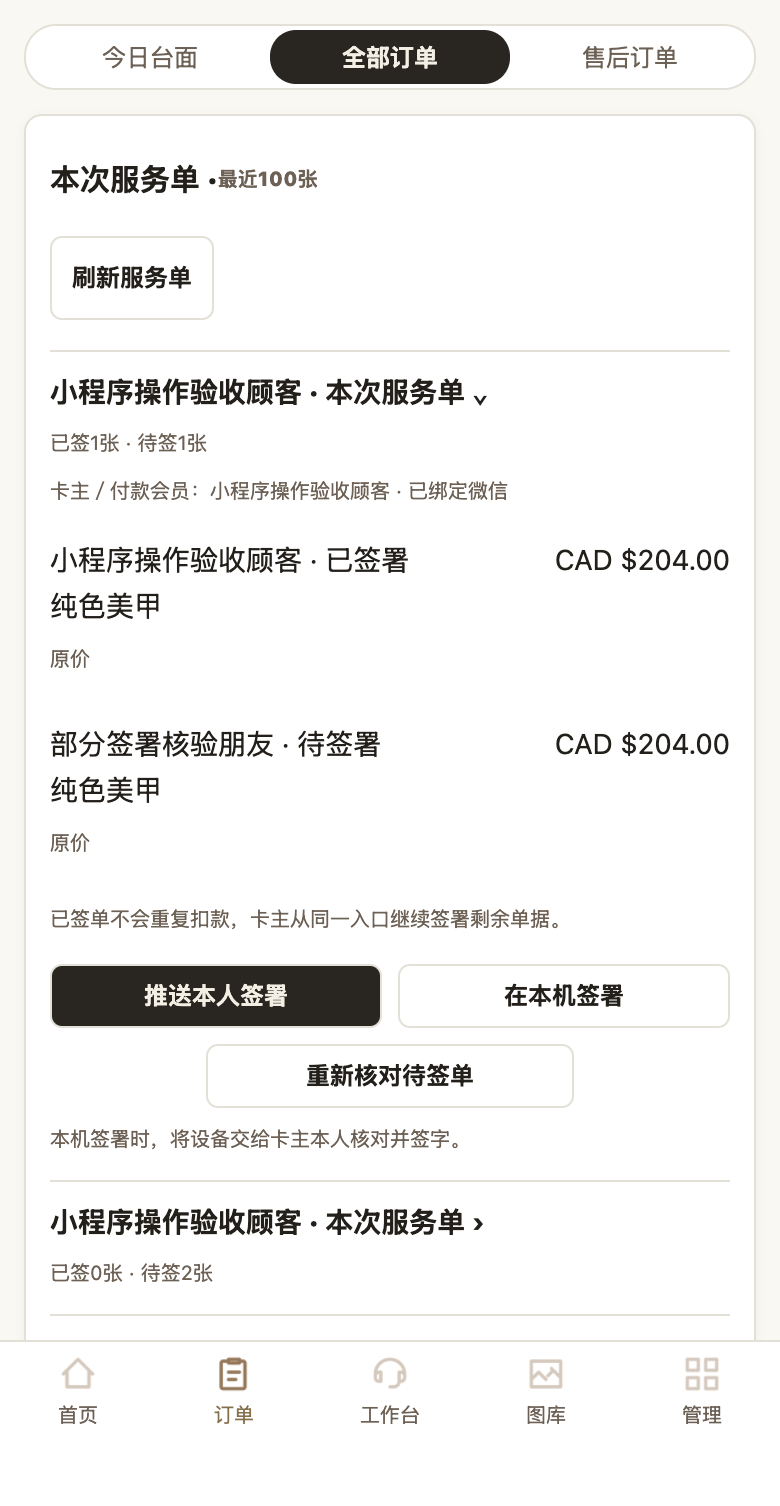 今日台面
全部订单
售后订单
本次服务单 •最近100张
刷新服务单
小程序操作验收顾客 · 本次服务单
已签1张 · 待签1张
卡主 / 付款会员：小程序操作验收顾客 · 已绑定微信
小程序操作验收顾客 · 已签署
CAD $204.00
纯色美甲
原价
部分签署核验朋友 · 待签署
CAD $204.00
纯色美甲
原价
已签单不会重复扣款，卡主从同一入口继续签署剩余单据。
推送本人签署
在本机签署
重新核对待签单
本机签署时，将设备交给卡主本人核对并签字。
小程序操作验收顾客 · 本次服务单 ›
已签0张 · 待签2张
首页
订单
工作台
图库
管理